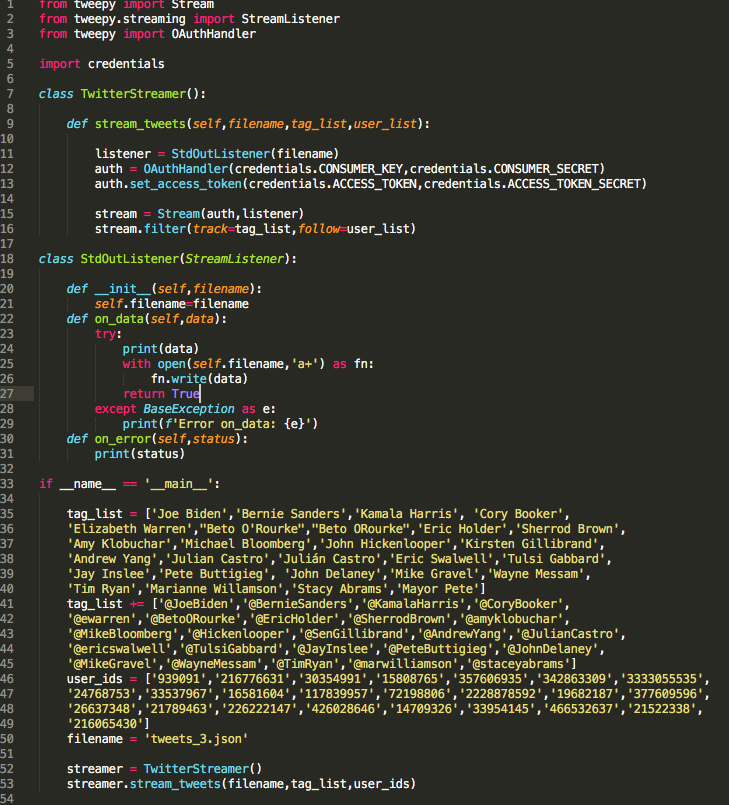 1 from tweepy import Stream
2 from tweepy.streaming import StreamListener
3 from tweepy import OAuthHandler
4
5 import credentials
6
7 class TwitterStreamer():
8
9     def stream_tweets(self,filename,tag_list,user_list):
10
11         listener = StdOutListener(filename)
12         auth = OAuthHandler(credentials.CONSUMER_KEY,credentials.CONSUMER_SECRET)
13         auth.set_access_token(credentials.ACCESS_TOKEN,credentials.ACCESS_TOKEN_SECRET)
14
15         stream = Stream(auth,listener)
16         stream.filter(track=tag_list,follow=user_list)
17
18 class StdOutListener(StreamListener):
19
20     def __init__(self,filename):
21         self.filename=filename
22     def on_data(self,data):
23         try:
24             print(data)
25             with open(self.filename,'a+') as fn:
26                 fn.write(data)
27             return True
28         except BaseException as e:
29             print(f'Error on_data: {e}')
30     def on_error(self,status):
31         print(status)
32
33 if __name__ == '__main__':
34
35     tag_list = ['Joe Biden','Bernie Sanders','Kamala Harris', 'Cory Booker',
36     'Elizabeth Warren',"Beto O'Rourke","Beto ORourke",'Eric Holder','Sherrod Brown',
37     'Amy Klobuchar','Michael Bloomberg','John Hickenlooper','Kirsten Gillibrand',
38     'Andrew Yang','Julian Castro','Julián Castro','Eric Swalwell','Tulsi Gabbard',
39     'Jay Inslee','Pete Buttigieg', 'John Delaney','Mike Gravel','Wayne Messam',
40     'Tim Ryan','Marianne Willamson','Stacy Abrams','Mayor Pete']
41     tag_list += ['@JoeBiden','@BernieSanders','@KamalaHarris','@CoryBooker',
42     '@ewarren','@BetoORourke','@EricHolder','@SherrodBrown','@amyklobuchar',
43     '@MikeBloomberg','@Hickenlooper','@SenGillibrand','@AndrewYang','@JulianCastro',
44     '@ericswalwell','@TulsiGabbard','@JayInslee','@PeteButtigieg','@JohnDelaney',
45     '@MikeGravel','@WayneMessam','@TimRyan','@marwilliamson','@staceyabrams']
46     user_ids = ['939091','216776631','30354991','15808765','357606935','342863309','3333055535',
47     '24768753','33537967','16581604','117839957','72198806','2228878592','19682187','377609596',
48     '26637348','21789463','226222147','426028646','14709326','33954145','466532637','21522338',
49     '216065430']
50     filename = 'tweets_3.json'
51
52     streamer = TwitterStreamer()
53     streamer.stream_tweets(filename,tag_list,user_ids)
54